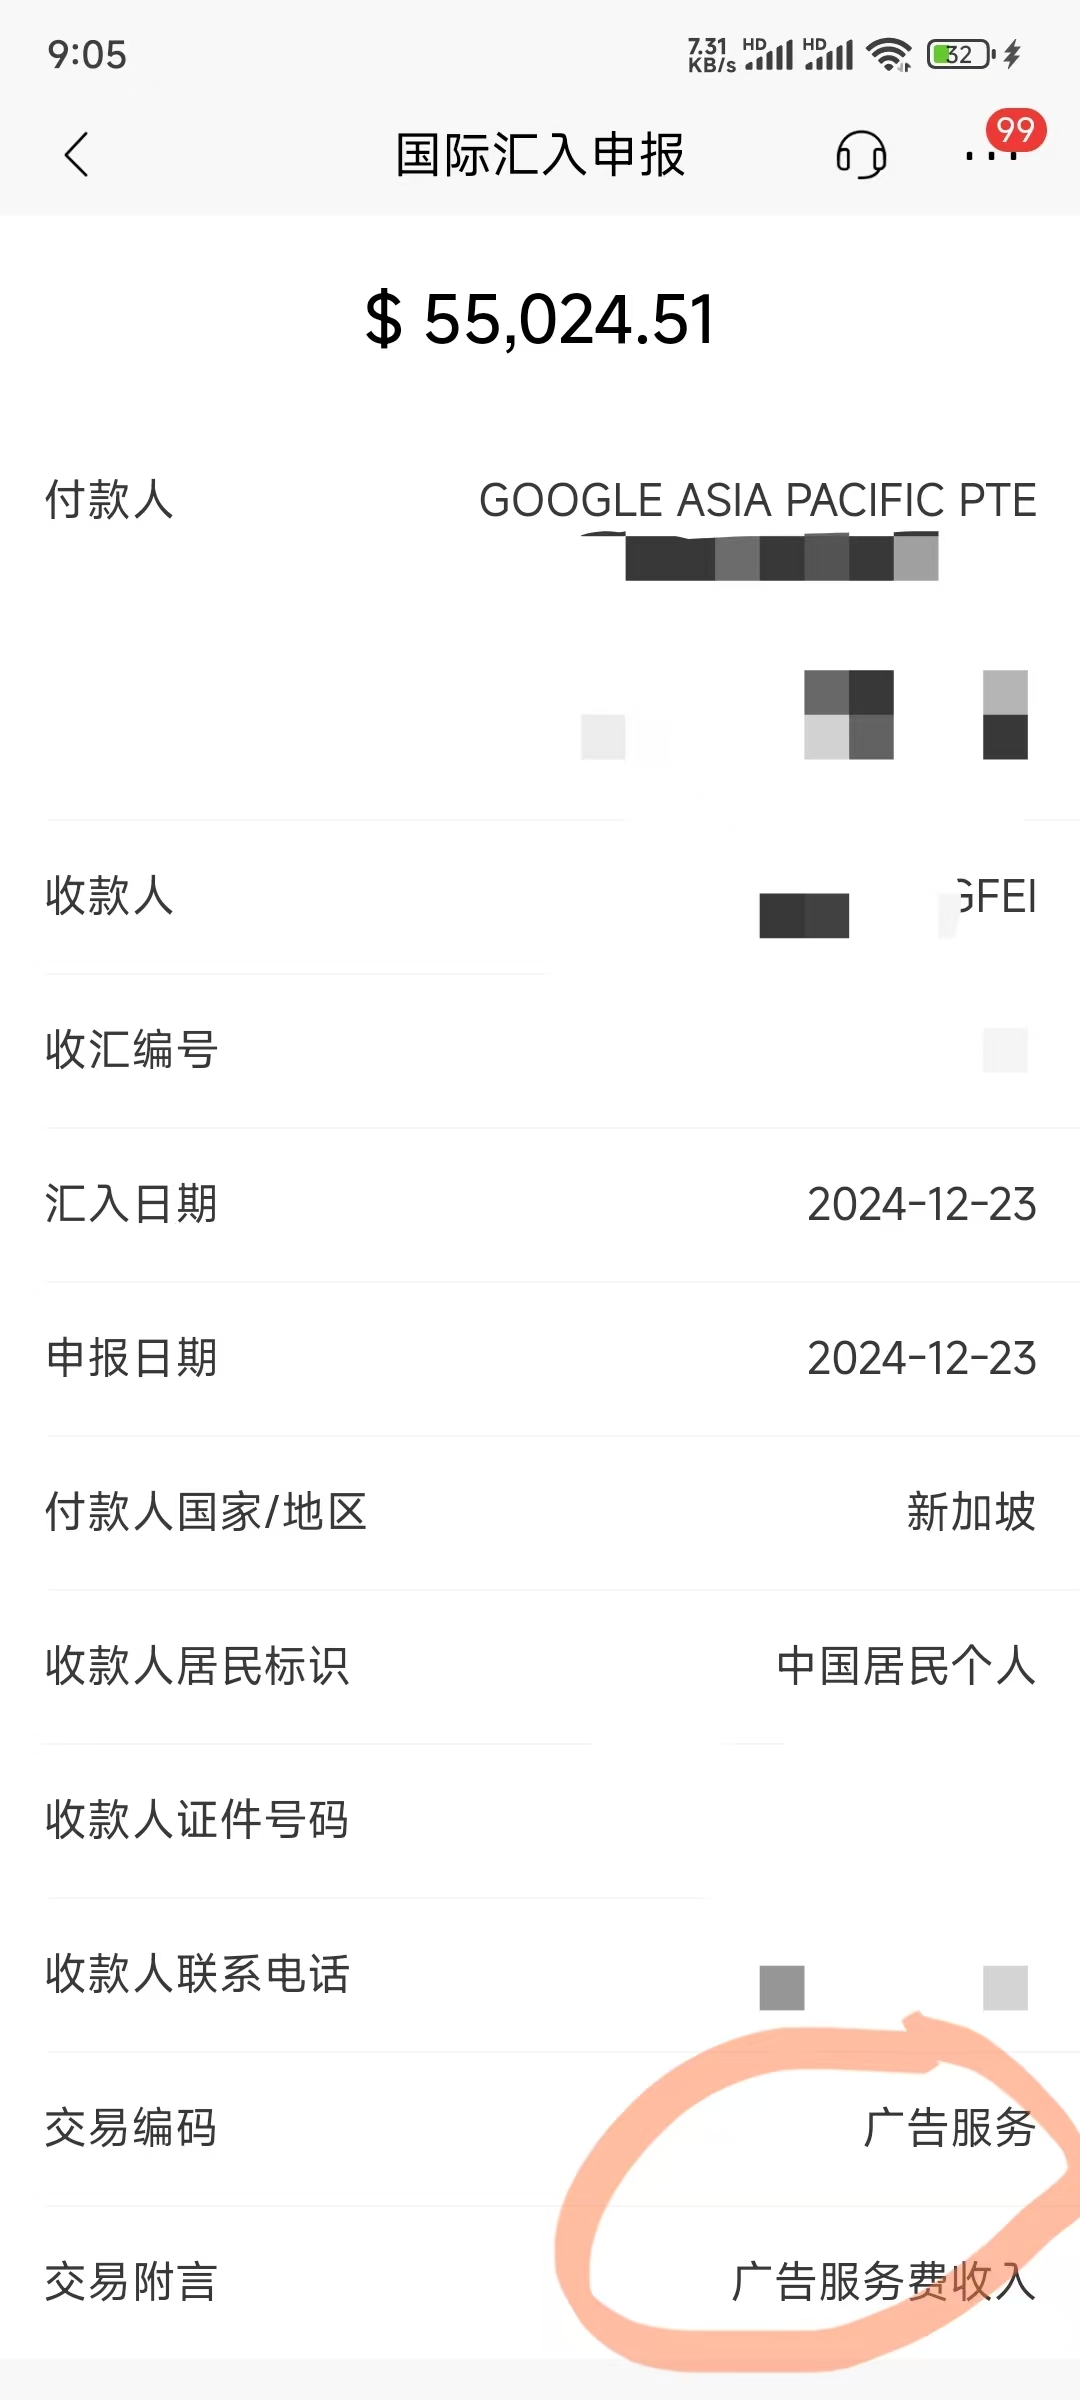 9:05
7.31 KB/s HD HD 32
国际汇入申报
99
$ 55,024.51
付款人 GOOGLE ASIA PACIFIC PTE
收款人 GFEI
收汇编号
汇入日期 2024-12-23
申报日期 2024-12-23
付款人国家/地区 新加坡
收款人居民标识 中国居民个人
收款人证件号码
收款人联系电话
交易编码 广告服务
交易附言 广告服务费收入